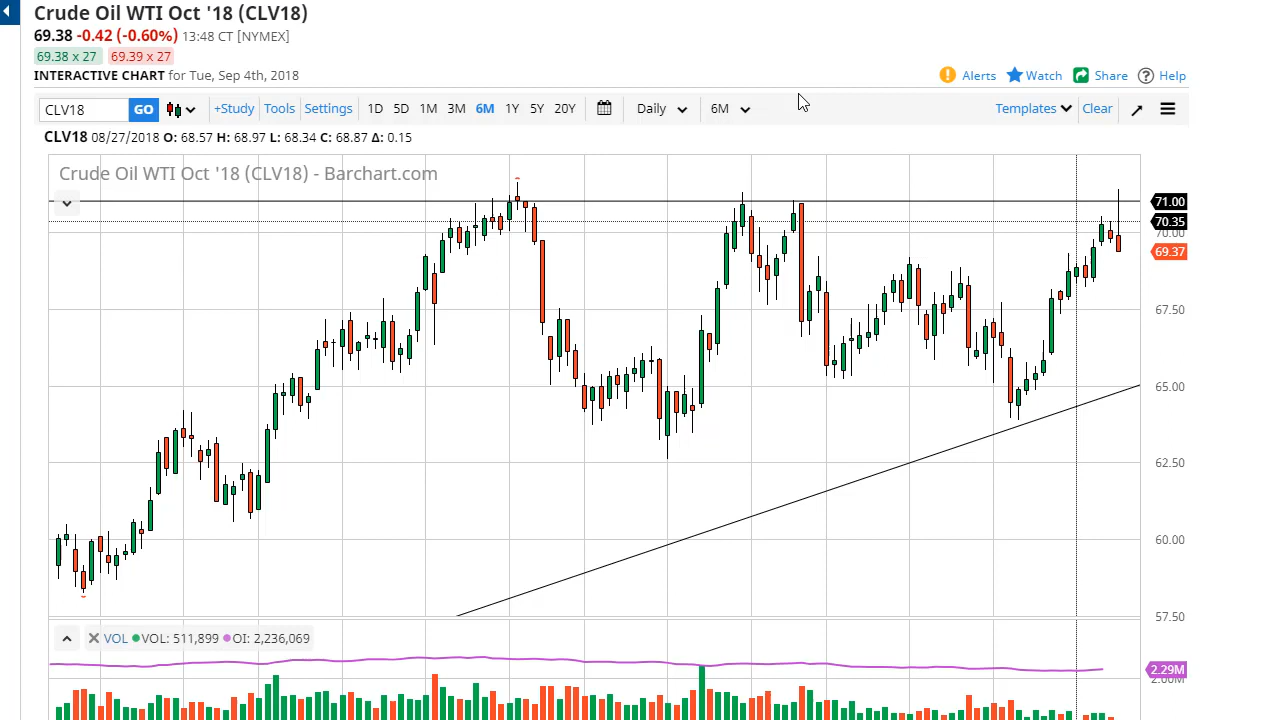 Crude Oil WTI Oct '18 (CLV18)
69.38 -0.42 (-0.60%) 13:48 CT [NYMEX]
69.38 x 27 69.39 x 27
INTERACTIVE CHART for Tue, Sep 4th, 2018
Alerts Watch Share Help
CLV18 GO +Study Tools Settings 1D 5D 1M 3M 6M 1Y 5Y 20Y Daily 6M Templates Clear
CLV18 08/27/2018 O: 68.57 H: 68.97 L: 68.34 C: 68.87 Δ: 0.15
Crude Oil WTI Oct '18 (CLV18) - Barchart.com
71.00
70.35
70.00
69.37
67.50
65.00
62.50
60.00
57.50
VOL VOL: 511,899 OI: 2,236,069
2.29M
2.00M